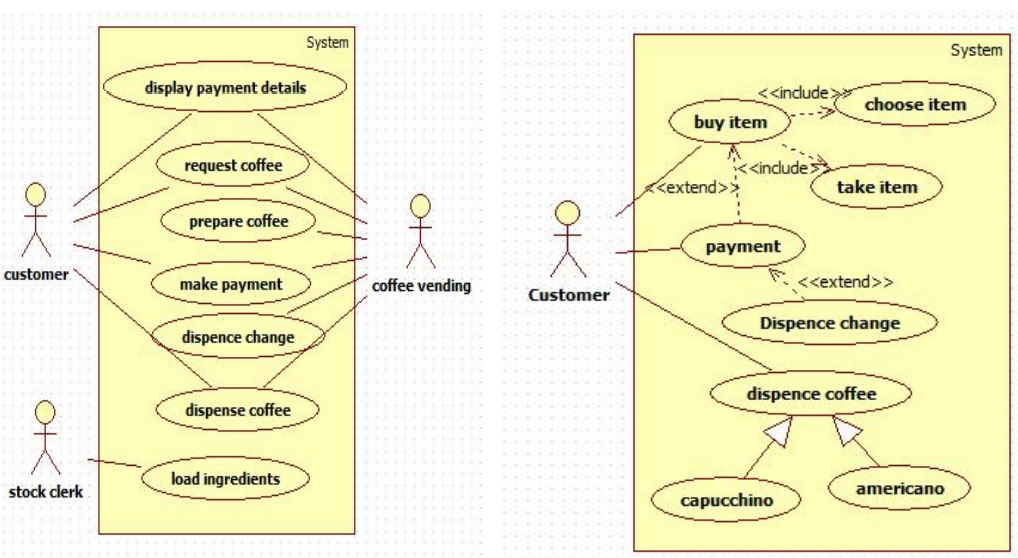 System
display payment details
request coffee
prepare coffee
customer
coffee vending
make payment
dispence change
dispense coffee
stock clerk
load ingredients
System
<<include>>
choose item
buy item
<<include>>
take item
<<extend>>
payment
Customer
<<extend>>
Dispence change
dispence coffee
capucchino
americano